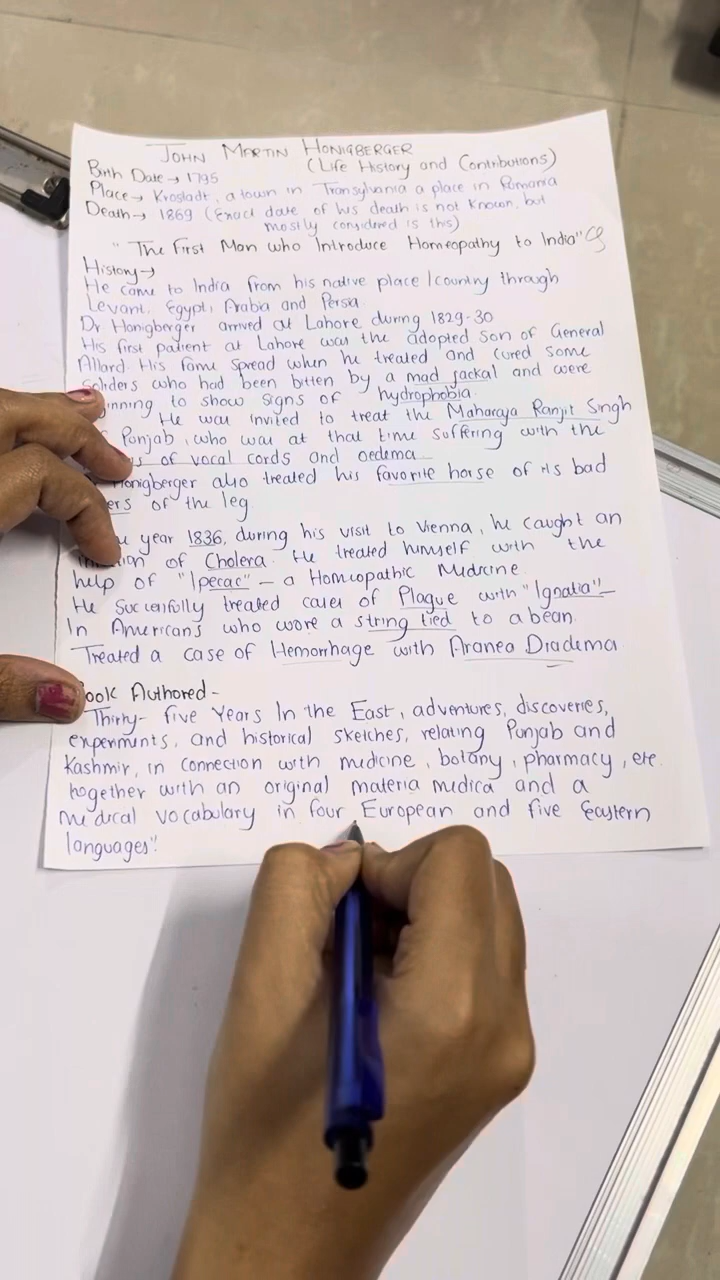 JOHN MARTIN HONIGBERGER
(Life History and Contributions)
Birth Date → 1795
Place → Krostadt, a town in Transylvania a place in Romania
Death → 1869 (Exact date of his death is not known, but
mostly considered is this)
"The First Man who Introduce Homeopathy to India"
History →
He came to India from his native place / country through
Levant, Egypt, Arabia and Persa.
Dr Honigberger arrived at Lahore during 1829-30
His first patient at Lahore was the adopted son of General
Allard. His fame spread when he treated and cured some
Soliders who had been bitten by a mad jackal and were
inning to show signs of hydrophobia.
He was invited to treat the Maharaja Ranjit Singh
Punjab, who was at that time suffering with the
of vocal cords and oedema
Honigberger also treated his favorite horse of its bad
ers of the leg
year 1836, during his visit to Vienna, he caught an
of Cholera. He treated himself with the
help of "Ipecac" – a Homeopathic Medicine.
He Successfully treated cases of Plague with "Ignatia" –
In Americans who wore a string tied to a bean.
Treated a case of Hemorrhage with Aranea Diadema
ook Authored -
Thirty-five Years In the East, adventures, discoveries,
experiments, and historical sketches, relating Punjab and
Kashmir, in connection with medicine, botany, pharmacy, etc.
together with an original materia medica and a
medical vocabulary in four European and five Eastern
languages"!